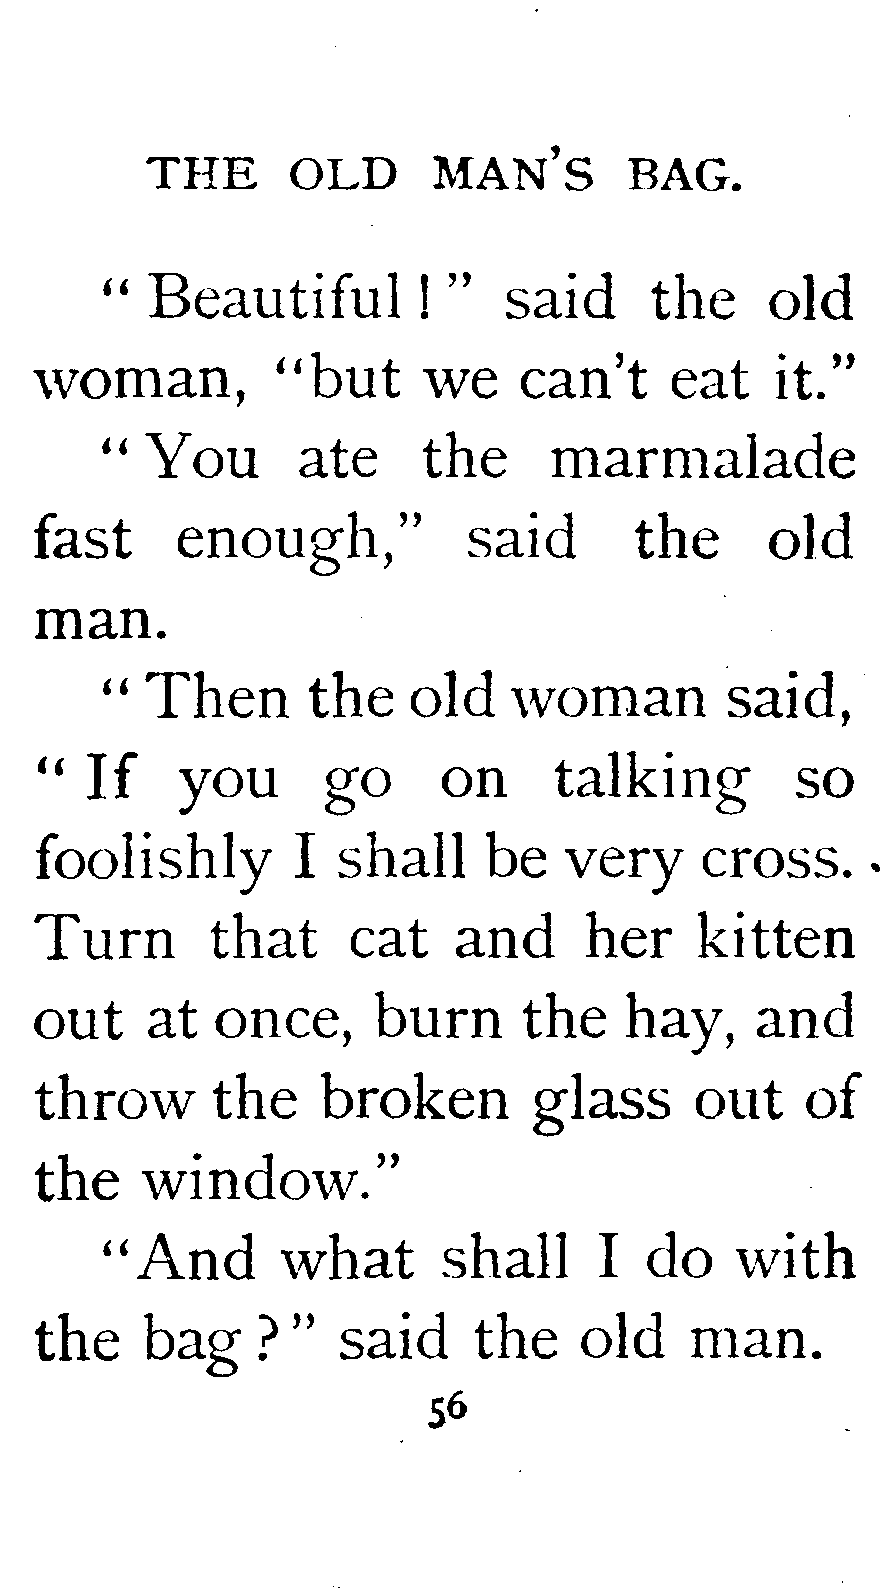 THE OLD MAN'S BAG.
“ Beautiful ! ” said the old
woman, “but we can't eat it.”
“ You ate the marmalade
fast enough,” said the old
man.
“ Then the old woman said,
“ If you go on talking so
foolishly I shall be very cross.
Turn that cat and her kitten
out at once, burn the hay, and
throw the broken glass out of
the window.”
“And what shall I do with
the bag ? ” said the old man.
56